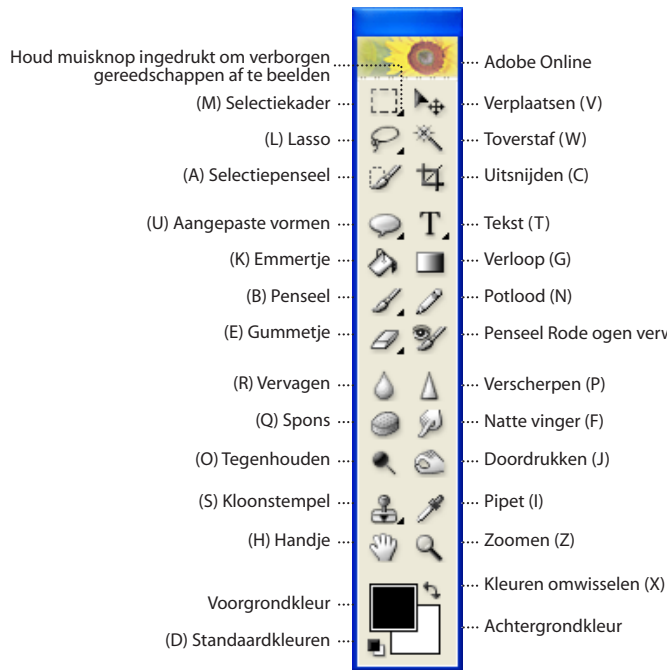 Houd muisknop ingedrukt om verborgen
gereedschappen af te beelden
Adobe Online
(M) Selectiekader
Verplaatsen (V)
(L) Lasso
Toverstaf (W)
(A) Selectiepenseel
Uitsnijden (C)
(U) Aangepaste vormen
Tekst (T)
(K) Emmertje
Verloop (G)
(B) Penseel
Potlood (N)
(E) Gummetje
Penseel Rode ogen verw
(R) Vervagen
Verscherpen (P)
(Q) Spons
Natte vinger (F)
(O) Tegenhouden
Doordrukken (J)
(S) Kloonstempel
Pipet (I)
(H) Handje
Zoomen (Z)
Kleuren omwisselen (X)
Voorgrondkleur
Achtergrondkleur
(D) Standaardkleuren